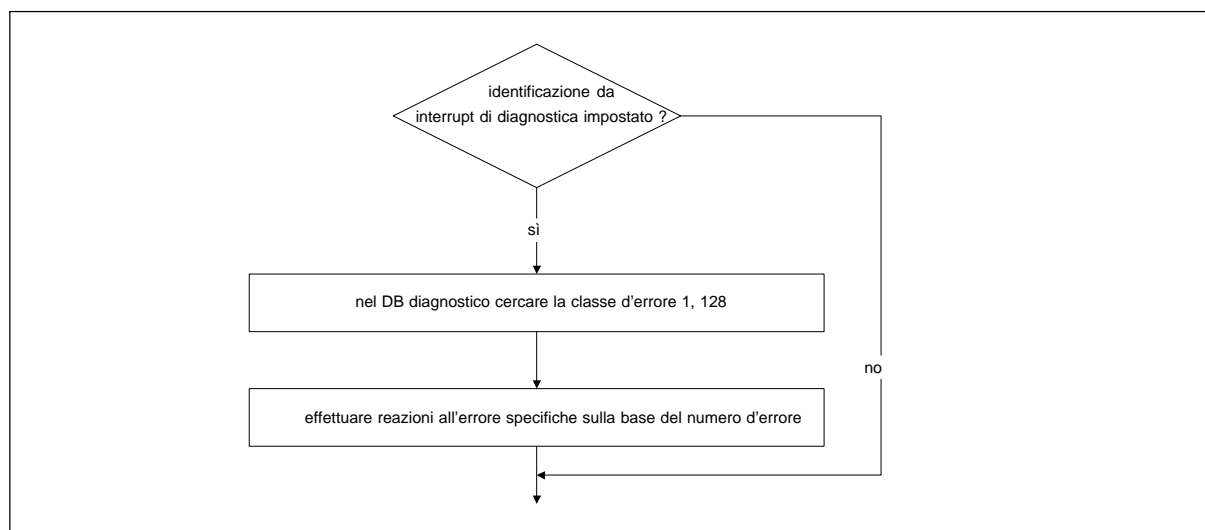 identificazione da
interrupt di diagnostica impostato ?
sì
nel DB diagnostico cercare la classe d'errore 1, 128
no
effettuare reazioni all'errore specifiche sulla base del numero d'errore